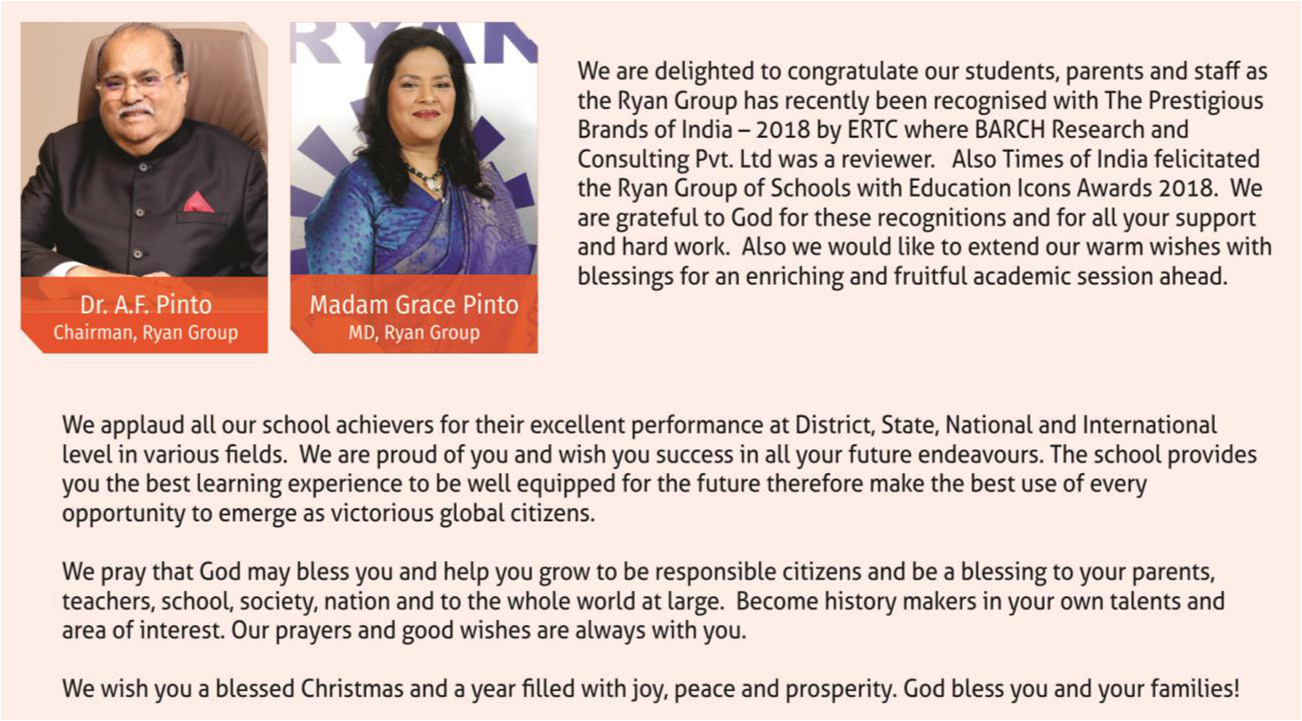 RYAN
Dr. A.F. Pinto
Chairman, Ryan Group
Madam Grace Pinto
MD, Ryan Group
We are delighted to congratulate our students, parents and staff as
the Ryan Group has recently been recognised with The Prestigious
Brands of India – 2018 by ERTC where BARCH Research and
Consulting Pvt. Ltd was a reviewer. Also Times of India felicitated
the Ryan Group of Schools with Education Icons Awards 2018. We
are grateful to God for these recognitions and for all your support
and hard work. Also we would like to extend our warm wishes with
blessings for an enriching and fruitful academic session ahead.
We applaud all our school achievers for their excellent performance at District, State, National and International
level in various fields. We are proud of you and wish you success in all your future endeavours. The school provides
you the best learning experience to be well equipped for the future therefore make the best use of every
opportunity to emerge as victorious global citizens.
We pray that God may bless you and help you grow to be responsible citizens and be a blessing to your parents,
teachers, school, society, nation and to the whole world at large. Become history makers in your own talents and
area of interest. Our prayers and good wishes are always with you.
We wish you a blessed Christmas and a year filled with joy, peace and prosperity. God bless you and your families!